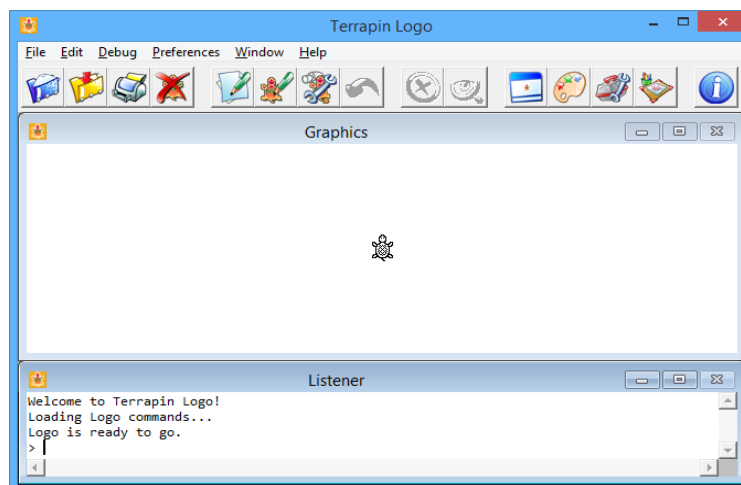 Terrapin Logo
File Edit Debug Preferences Window Help
Graphics
Listener
Welcome to Terrapin Logo!
Loading Logo commands...
Logo is ready to go.
>